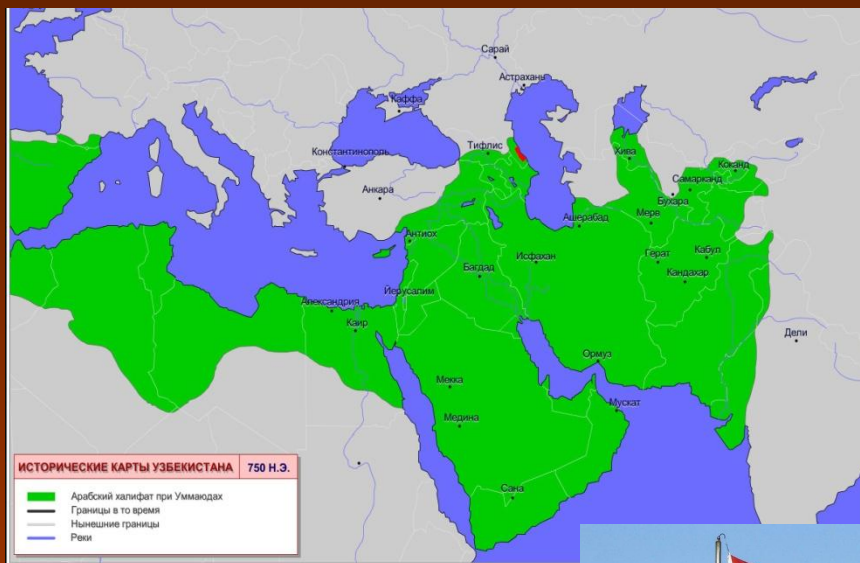 Сарай
Астрахань
Каффа
Константинополь
Тифлис
Хива
Коканд
Самарканд
Бухара
Анкара
Мерв
Ашерабад
Антиох
Исфахан
Герат
Кабул
Багдад
Кандахар
Йерусалим
Александрия
Каир
Дели
Ормуз
Мекка
Мускат
Медина
Сана
ИСТОРИЧЕСКИЕ КАРТЫ УЗБЕКИСТАНА 750 Н.Э.
Арабский халифат при Уммаюдах
Границы в то время
Нынешние границы
Реки